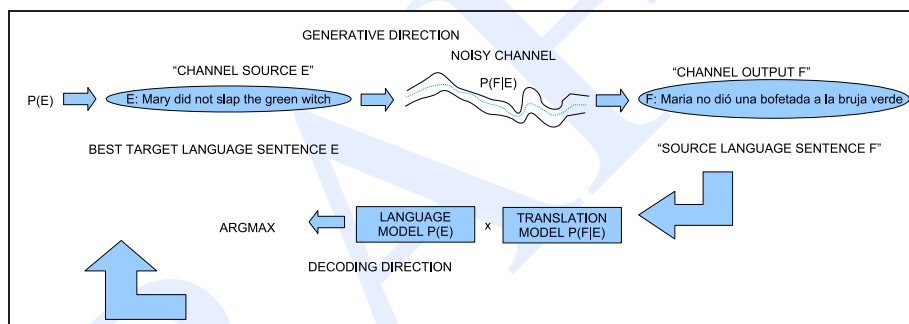 GENERATIVE DIRECTION
NOISY CHANNEL
“CHANNEL SOURCE E”
“CHANNEL OUTPUT F”
P(E)
E: Mary did not slap the green witch
P(F|E)
F: Maria no dió una bofetada a la bruja verde
BEST TARGET LANGUAGE SENTENCE E
“SOURCE LANGUAGE SENTENCE F”
ARGMAX
LANGUAGE
MODEL P(E)
x
TRANSLATION
MODEL P(F|E)
DECODING DIRECTION